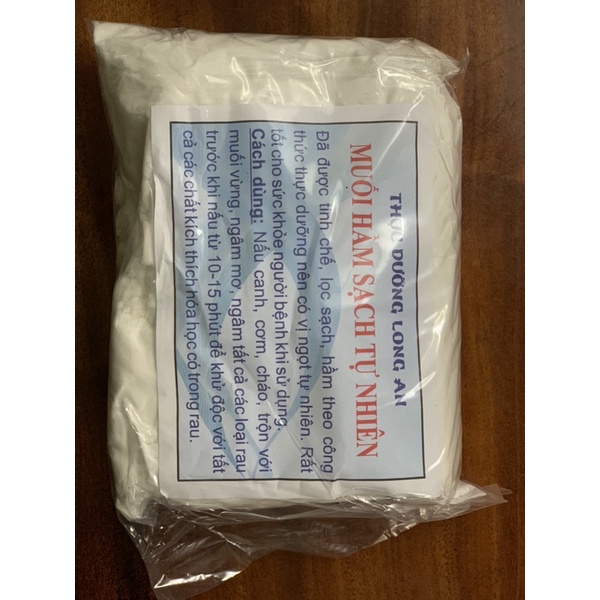 THỰC DƯỠNG LONG AN
MUỐI HẦM SẠCH TỰ NHIÊN
Đã được tinh chế, lọc sạch, hầm theo công
thức thực dưỡng nên có vị ngọt tự nhiên. Rất
tốt cho sức khỏe người bệnh khi sử dụng.
Cách dùng: Nấu canh, cơm, cháo, trộn với
muối vừng, ngâm mơ, ngâm tất cả các loại rau
trước khi nấu từ 10-15 phút để khử độc với tất
cả các chất kích thích hóa học có trong rau.